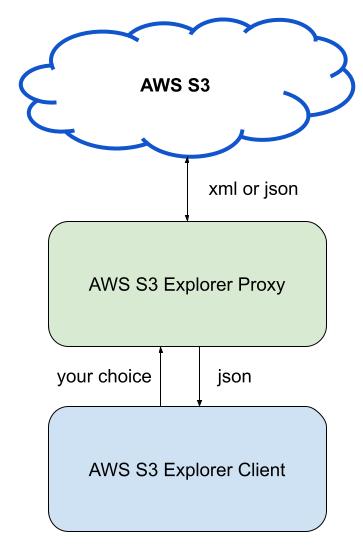 AWS S3
xml or json
AWS S3 Explorer Proxy
your choice
json
AWS S3 Explorer Client